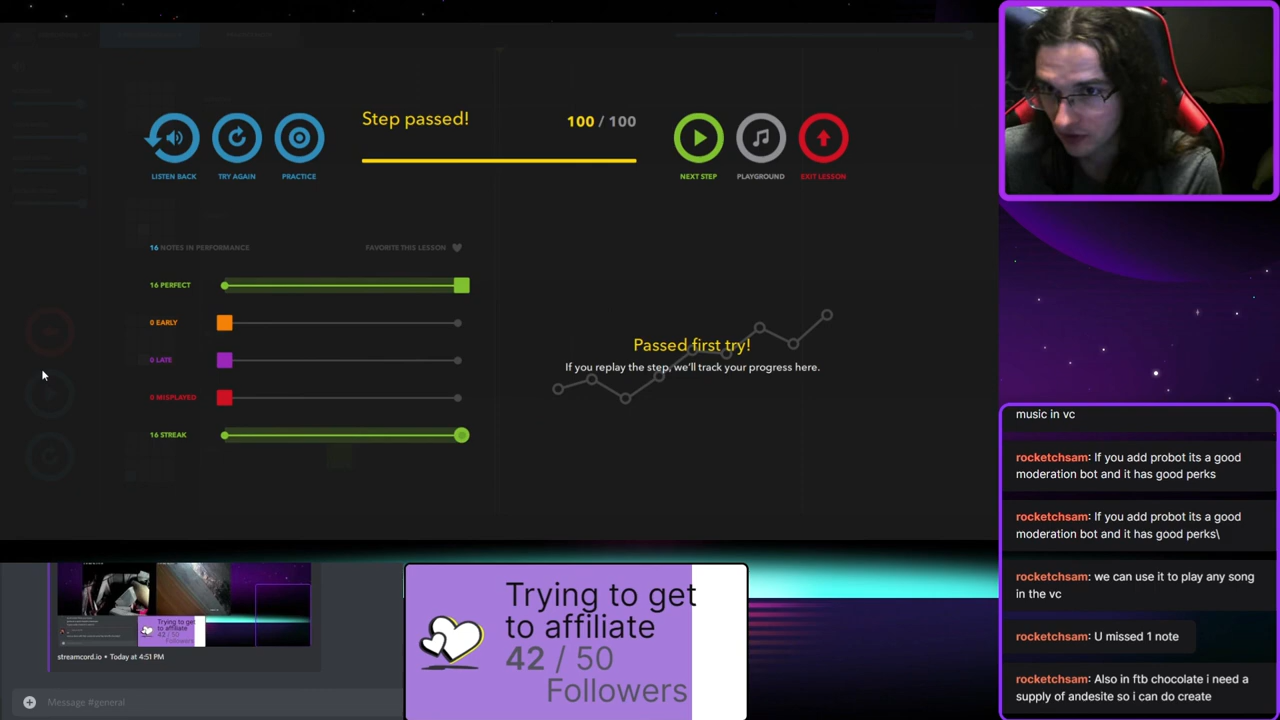 Step passed!
100 / 100
LISTEN BACK
TRY AGAIN
PRACTICE
NEXT STEP
PLAYGROUND
EXIT LESSON
16 NOTES IN PERFORMANCE
FAVORITE THIS LESSON
16 PERFECT
0 EARLY
0 LATE
0 MISPLAYED
16 STREAK
Passed first try!
If you replay the step, we'll track your progress here.
music in vc
rocketchsam: If you add probot its a good
moderation bot and it has good perks
rocketchsam: If you add probot its a good
moderation bot and it has good perks\
rocketchsam: we can use it to play any song
in the vc
rocketchsam: U missed 1 note
rocketchsam: Also in ftb chocolate i need a
supply of andesite so i can do create
Trying to get
to affiliate
42 / 50
Followers
streamcord.io • Today at 4:51 PM
Message #general